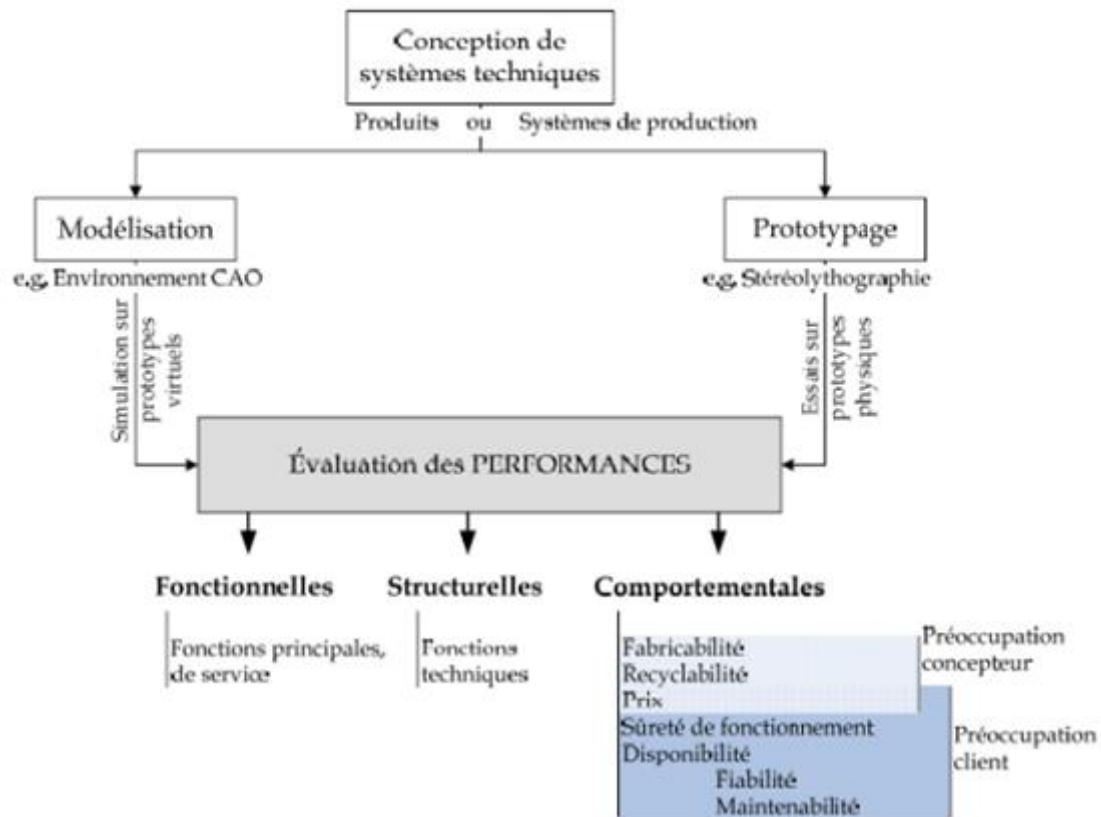 Conception de
systèmes techniques
Produits ou Systèmes de production
Modélisation
e.g. Environnement CAO
Prototypage
e.g. Stéréolythographie
Simulation sur
prototypes
virtuels
Essais sur
prototypes
physiques
Évaluation des PERFORMANCES
Fonctionnelles
Fonctions principales,
de service
Structurelles
Fonctions
techniques
Comportementales
Fabricabilité
Recyclabilité
Prix
Sûreté de fonctionnement
Disponibilité
Fiabilité
Maintenabilité
Préoccupation
concepteur
Préoccupation
client